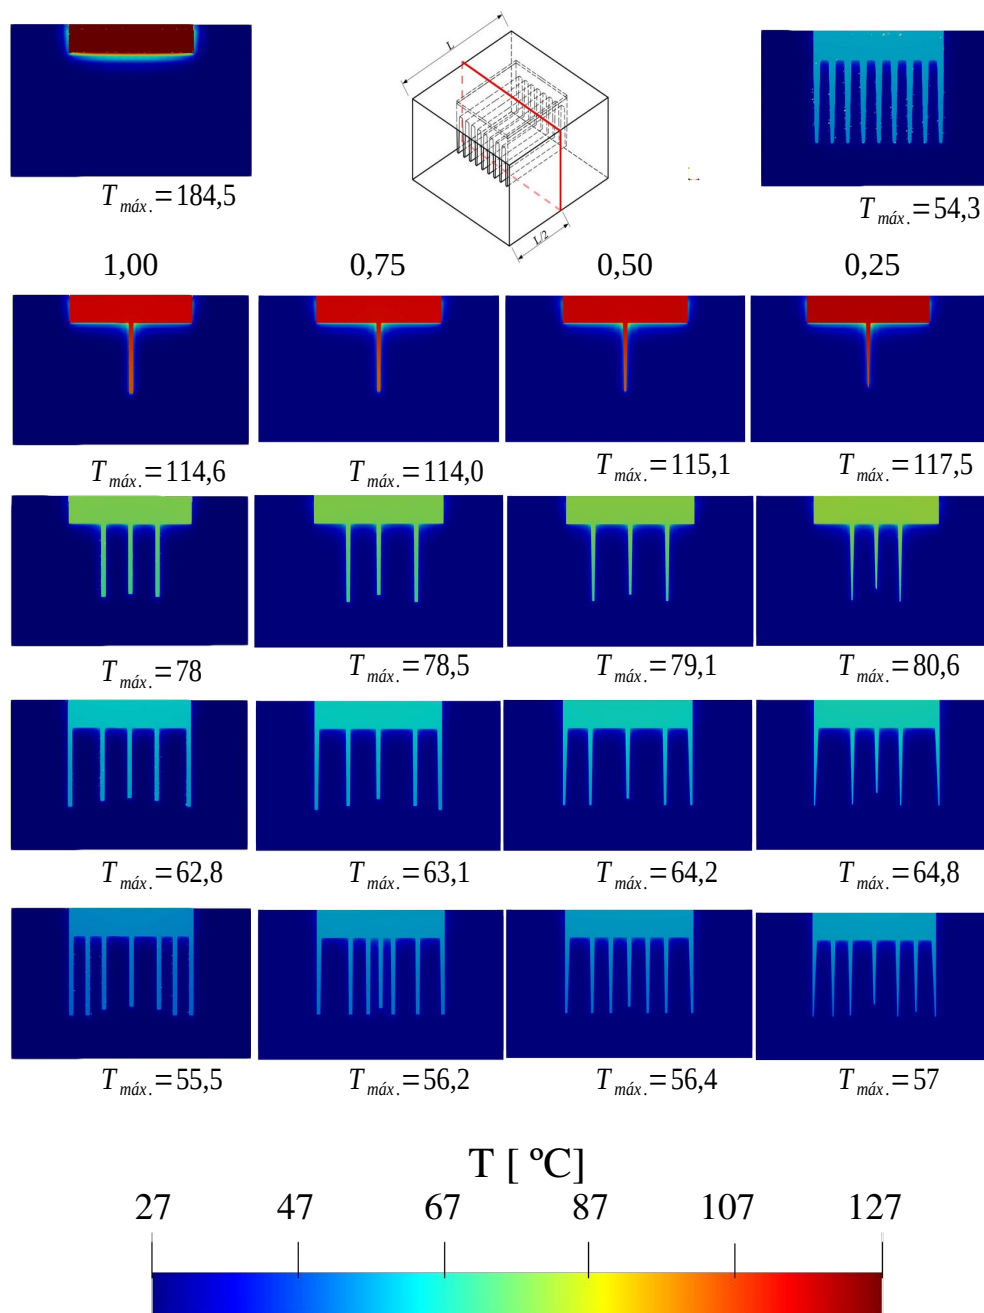 L
L/2
T máx. = 184,5
T máx. = 54,3
1,00 0,75 0,50 0,25
T máx. = 114,6 T máx. = 114,0 T máx. = 115,1 T máx. = 117,5
T máx. = 78 T máx. = 78,5 T máx. = 79,1 T máx. = 80,6
T máx. = 62,8 T máx. = 63,1 T máx. = 64,2 T máx. = 64,8
T máx. = 55,5 T máx. = 56,2 T máx. = 56,4 T máx. = 57
T [ ºC]
27 47 67 87 107 127